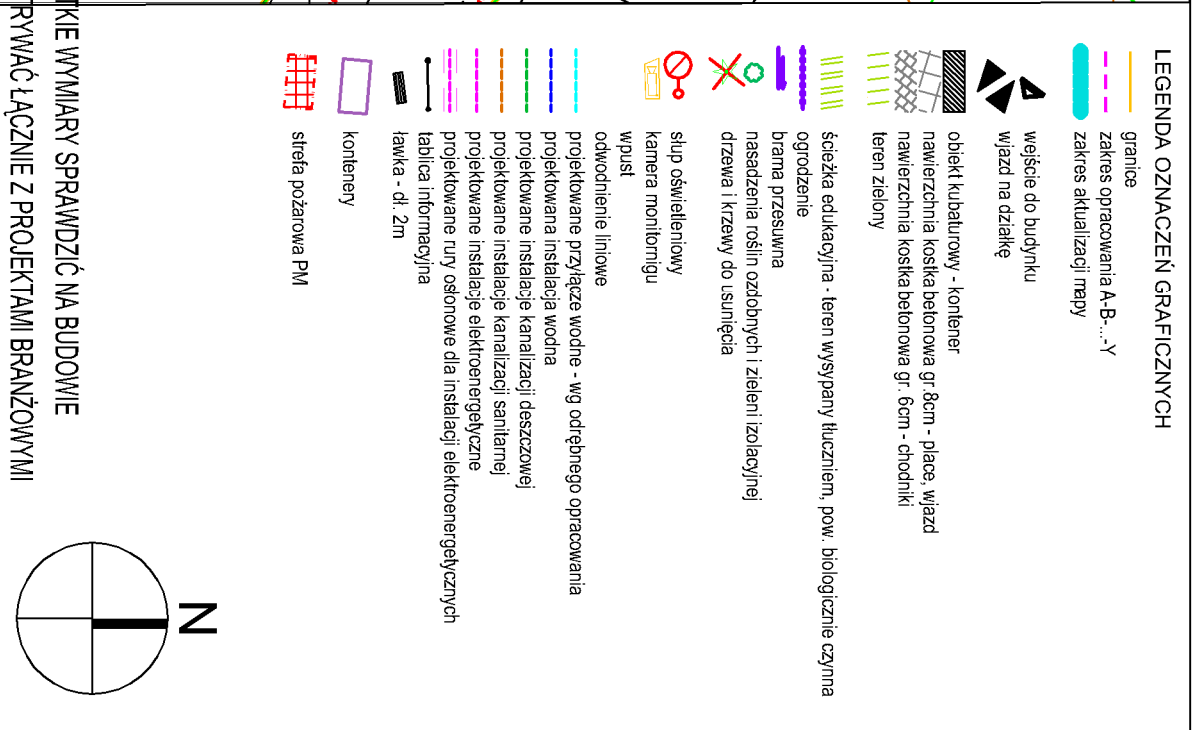 LEGENDA OZNACZEŃ GRAFICZNYCH
granice
zakres opracowania A-B-...-Y
zakres aktualizacji mapy
wejście do budynku
wjazd na działkę
obiekt kubaturowy - kontener
nawierzchnia kostka betonowa gr.8cm - place, wjazd
nawierzchnia kostka betonowa gr. 6cm - chodniki
teren zielony
ścieżka edukacyjna - teren wysypany tłuczniem, pow. biologicznie czynna
ogrodzenie
brama przesuwna
nasadzenia roślin ozdobnych i zieleni izolacyjnej
drzewa i krzewy do usunięcia
słup oświetleniowy
kamera monitornigu
wpust
odwodnienie liniowe
projektowane przyłącze wodne - wg odrębnego opracowania
projektowana instalacja wodna
projektowane instalacje kanalizacji deszczowej
projektowane instalacje kanalizacji sanitarnej
projektowane instalacje elektroenergetyczne
projektowane rury osłonowe dla instalacji elektroenergetycznych
tablica informacyjna
ławka - dł. 2m
kontenery
strefa pożarowa PM
N
TKIE WYMIARY SPRAWDZIĆ NA BUDOWIE
TRYWAĆ ŁĄCZNIE Z PROJEKTAMI BRANŻOWYMI